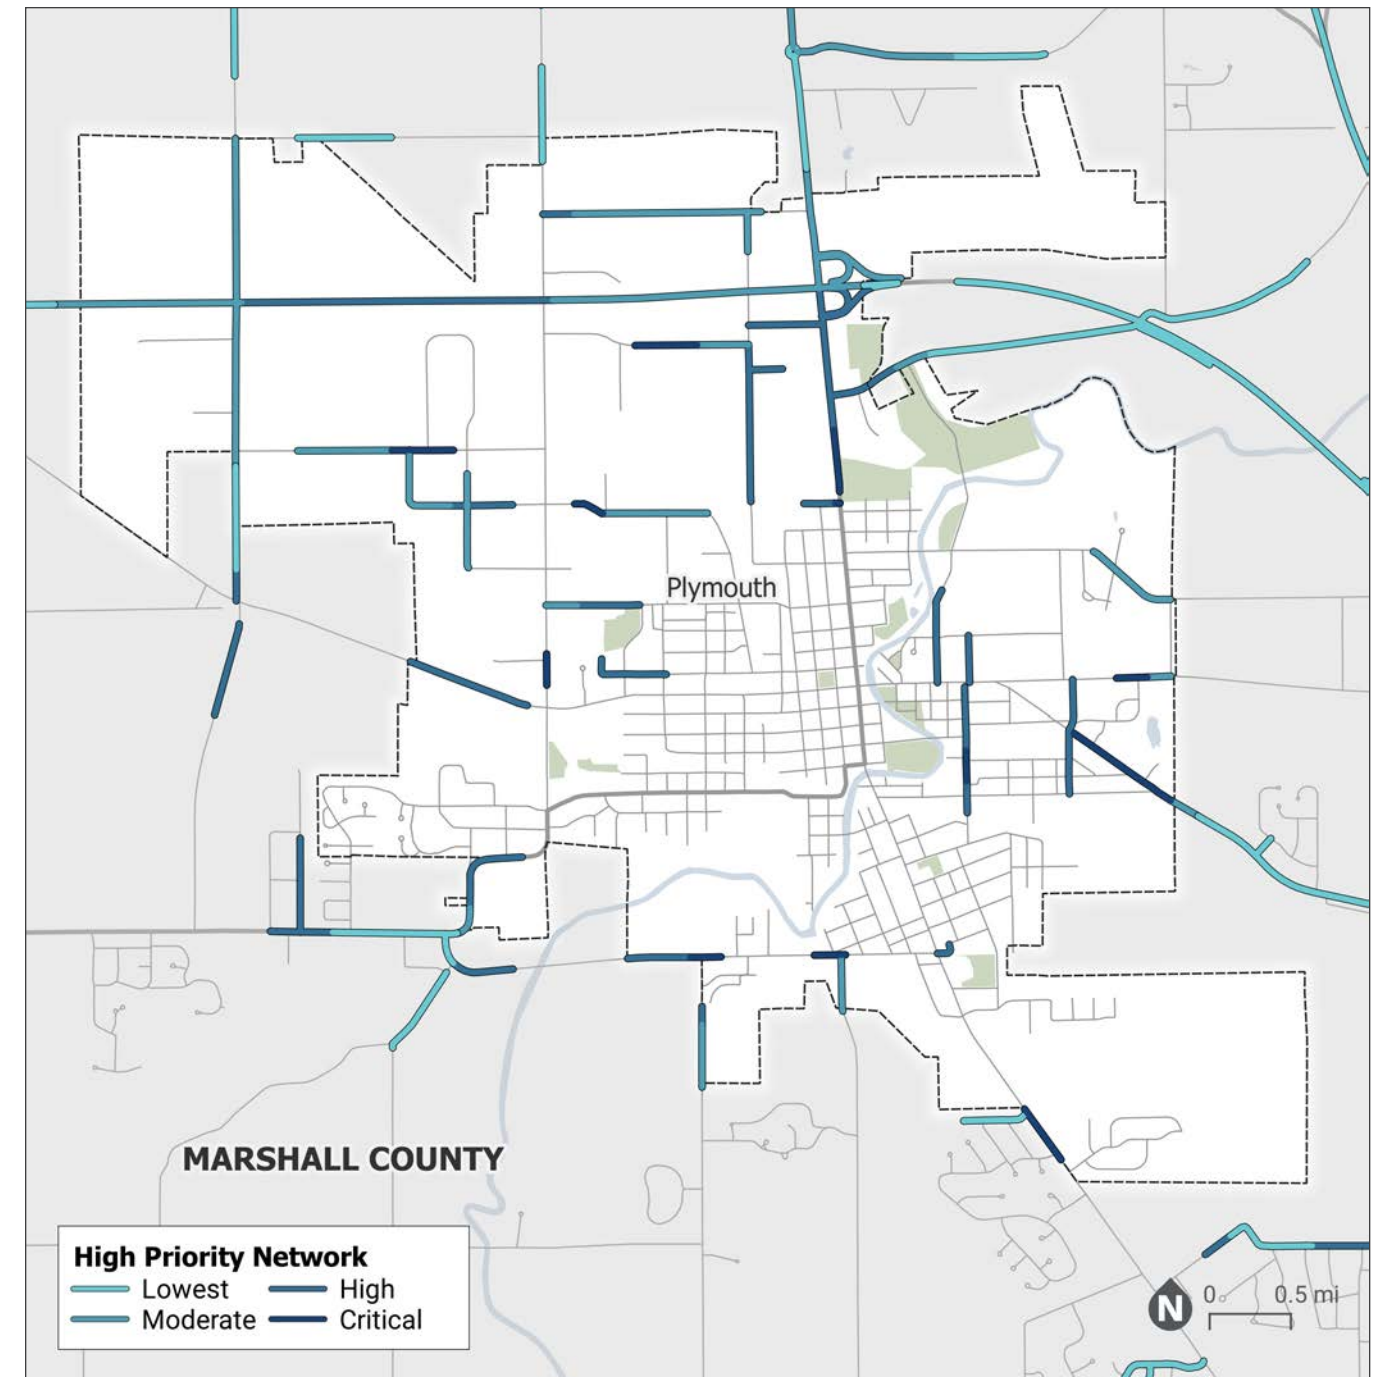 Plymouth
MARSHALL COUNTY
High Priority Network
Lowest
High
Moderate
Critical
N
0
0.5 mi